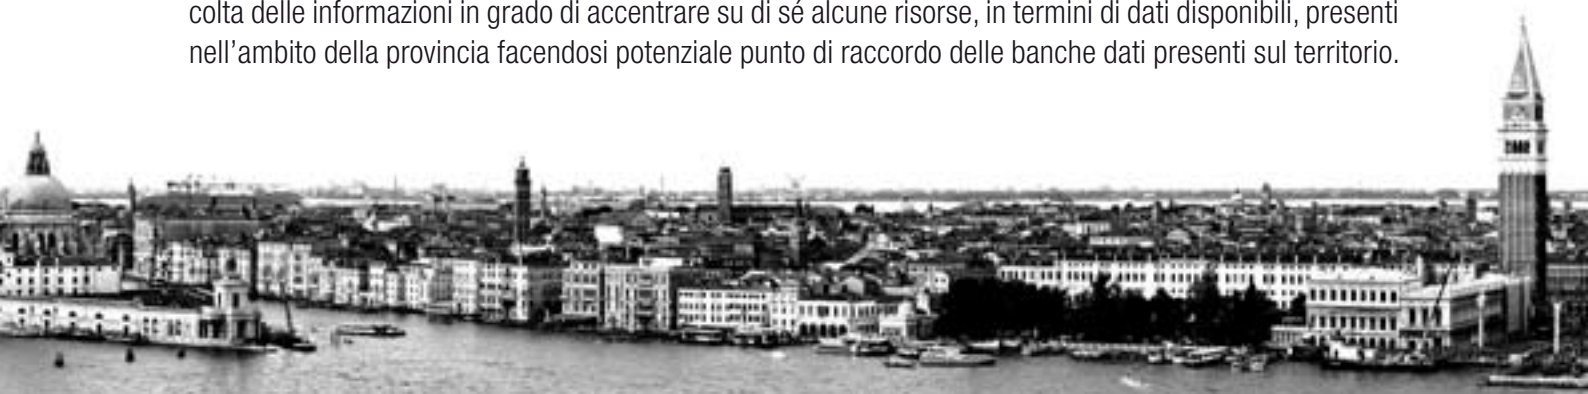 colta delle informazioni in grado di accentrare su di sé alcune risorse, in termini di dati disponibili, presenti
nell'ambito della provincia facendosi potenziale punto di raccordo delle banche dati presenti sul territorio.